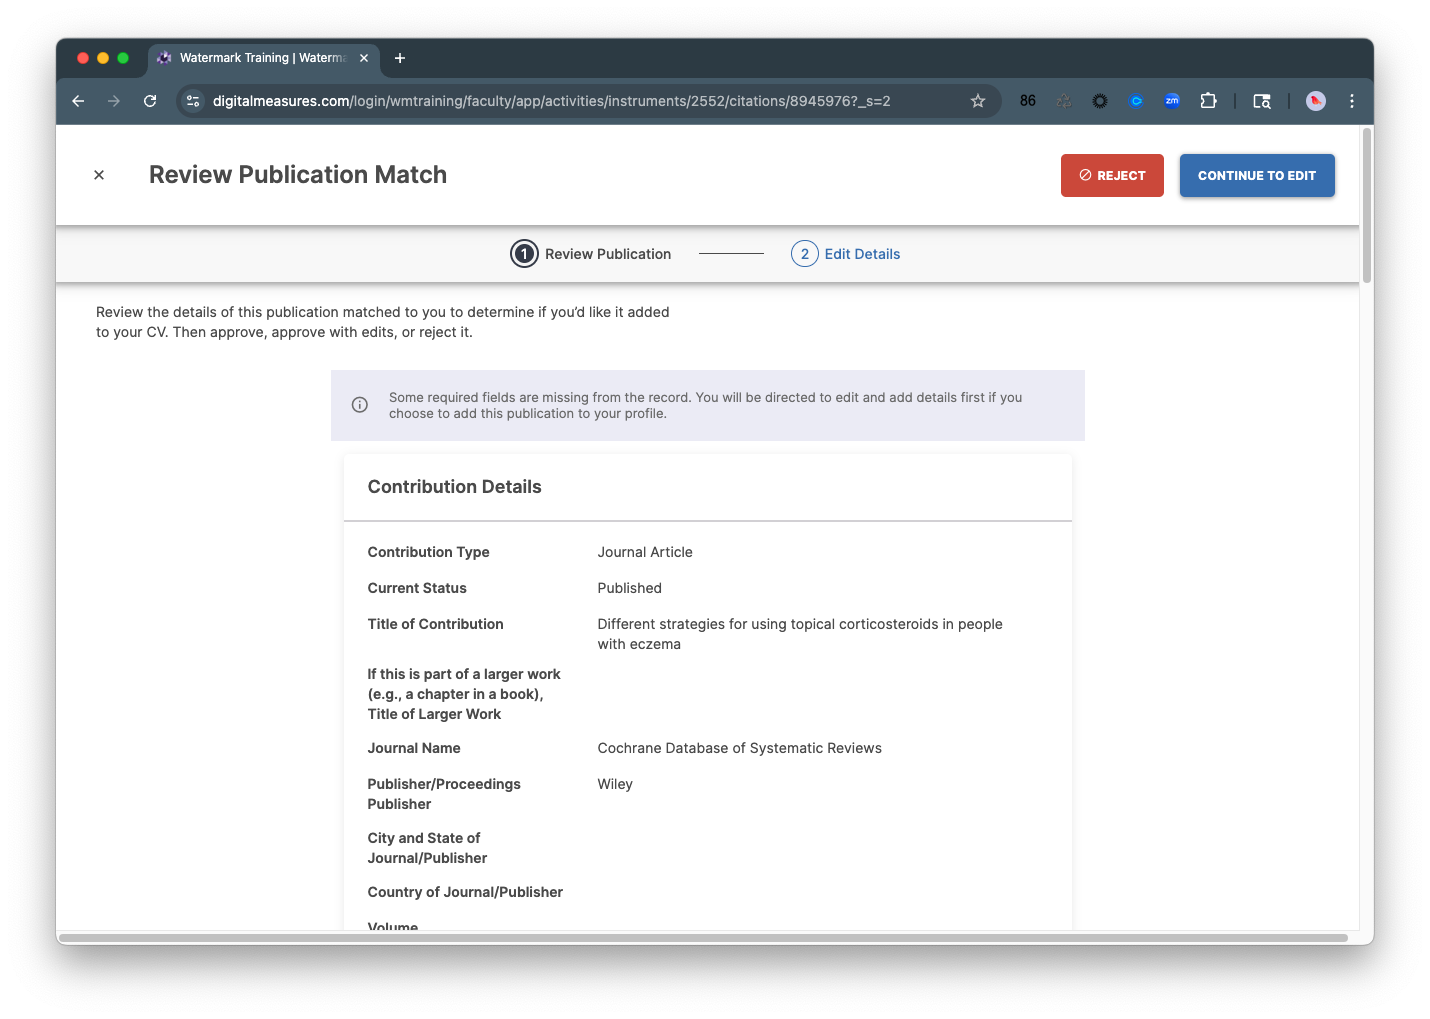 Watermark Training | Waterma
digitalmeasures.com/login/wmtraining/faculty/app/activities/instruments/2552/citations/8945976?_s=2
86
zm
Review Publication Match
REJECT
CONTINUE TO EDIT
1 Review Publication
2 Edit Details
Review the details of this publication matched to you to determine if you’d like it added
to your CV. Then approve, approve with edits, or reject it.
Some required fields are missing from the record. You will be directed to edit and add details first if you
choose to add this publication to your profile.
Contribution Details
Contribution Type Journal Article
Current Status Published
Title of Contribution Different strategies for using topical corticosteroids in people
with eczema
If this is part of a larger work
(e.g., a chapter in a book),
Title of Larger Work
Journal Name Cochrane Database of Systematic Reviews
Publisher/Proceedings Wiley
Publisher
City and State of
Journal/Publisher
Country of Journal/Publisher
Volume